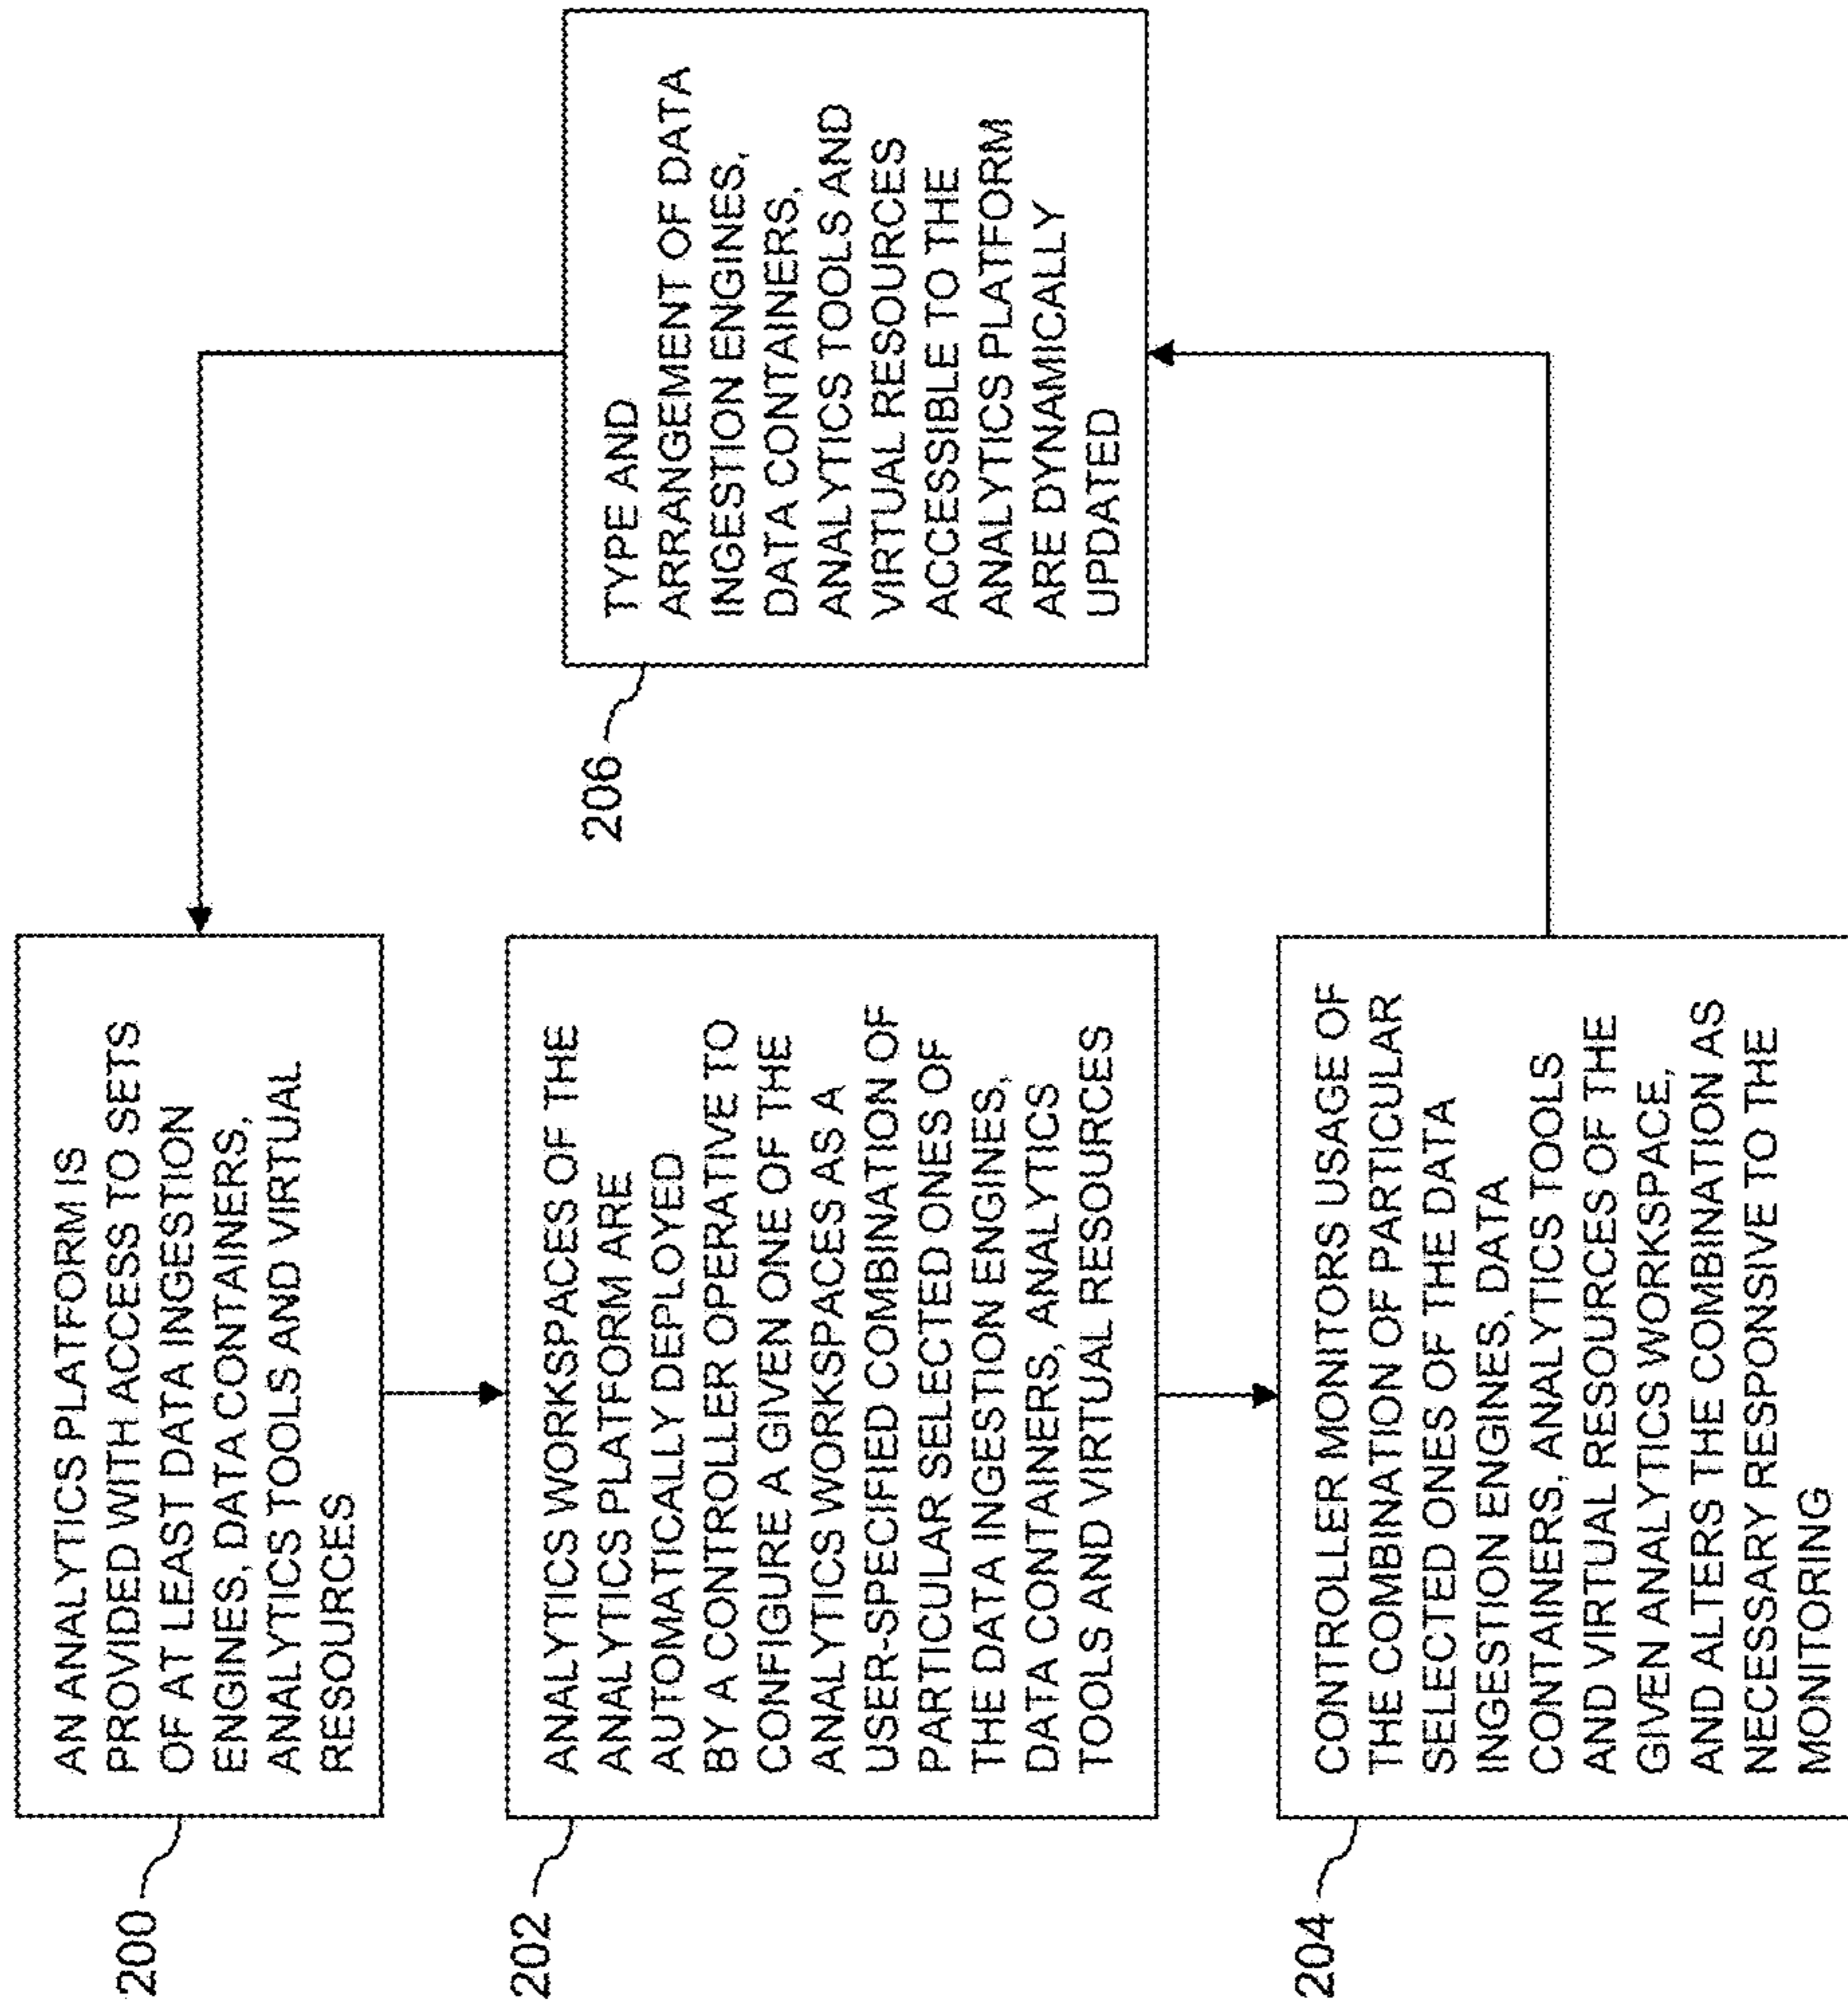 200
AN ANALYTICS PLATFORM IS
PROVIDED WITH ACCESS TO SETS
OF AT LEAST DATA INGESTION
ENGINES, DATA CONTAINERS,
ANALYTICS TOOLS AND VIRTUAL
RESOURCES
202
ANALYTICS WORKSPACES OF THE
ANALYTICS PLATFORM ARE
AUTOMATICALLY DEPLOYED
BY A CONTROLLER OPERATIVE TO
CONFIGURE A GIVEN ONE OF THE
ANALYTICS WORKSPACES AS A
USER-SPECIFIED COMBINATION OF
PARTICULAR SELECTED ONES OF
THE DATA INGESTION ENGINES,
DATA CONTAINERS, ANALYTICS
TOOLS AND VIRTUAL RESOURCES
204
CONTROLLER MONITORS USAGE OF
THE COMBINATION OF PARTICULAR
SELECTED ONES OF THE DATA
INGESTION ENGINES, DATA
CONTAINERS, ANALYTICS TOOLS
AND VIRTUAL RESOURCES OF THE
GIVEN ANALYTICS WORKSPACE,
AND ALTERS THE COMBINATION AS
NECESSARY RESPONSIVE TO THE
MONITORING
206
TYPE AND
ARRANGEMENT OF DATA
INGESTION ENGINES,
DATA CONTAINERS,
ANALYTICS TOOLS AND
VIRTUAL RESOURCES
ACCESSIBLE TO THE
ANALYTICS PLATFORM
ARE DYNAMICALLY
UPDATED